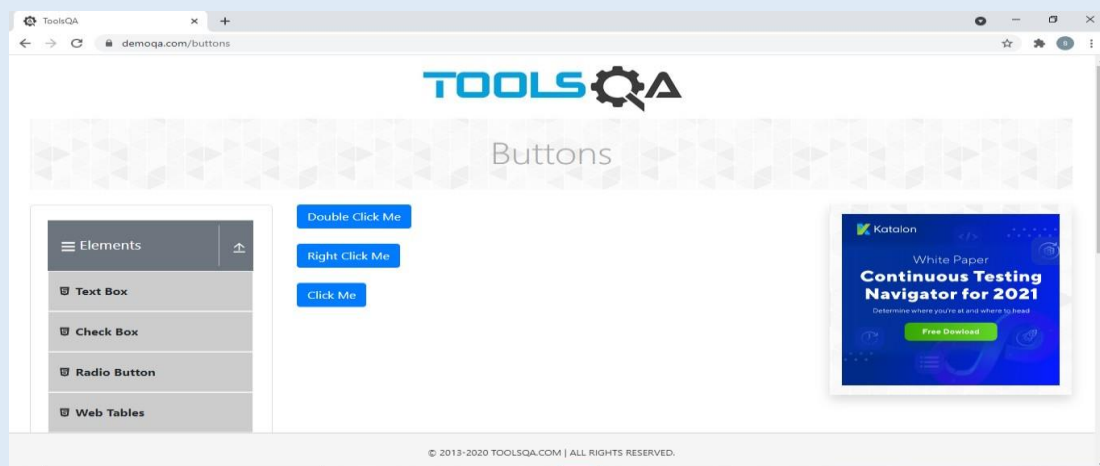 ToolsQA
demoqa.com/buttons
TOOLSQA
Buttons
Elements
Text Box
Check Box
Radio Button
Web Tables
Double Click Me
Right Click Me
Click Me
Katalon
White Paper
Continuous Testing
Navigator for 2021
Determine where you're at and where to head
Free Dowload
© 2013-2020 TOOLSQA.COM | ALL RIGHTS RESERVED.